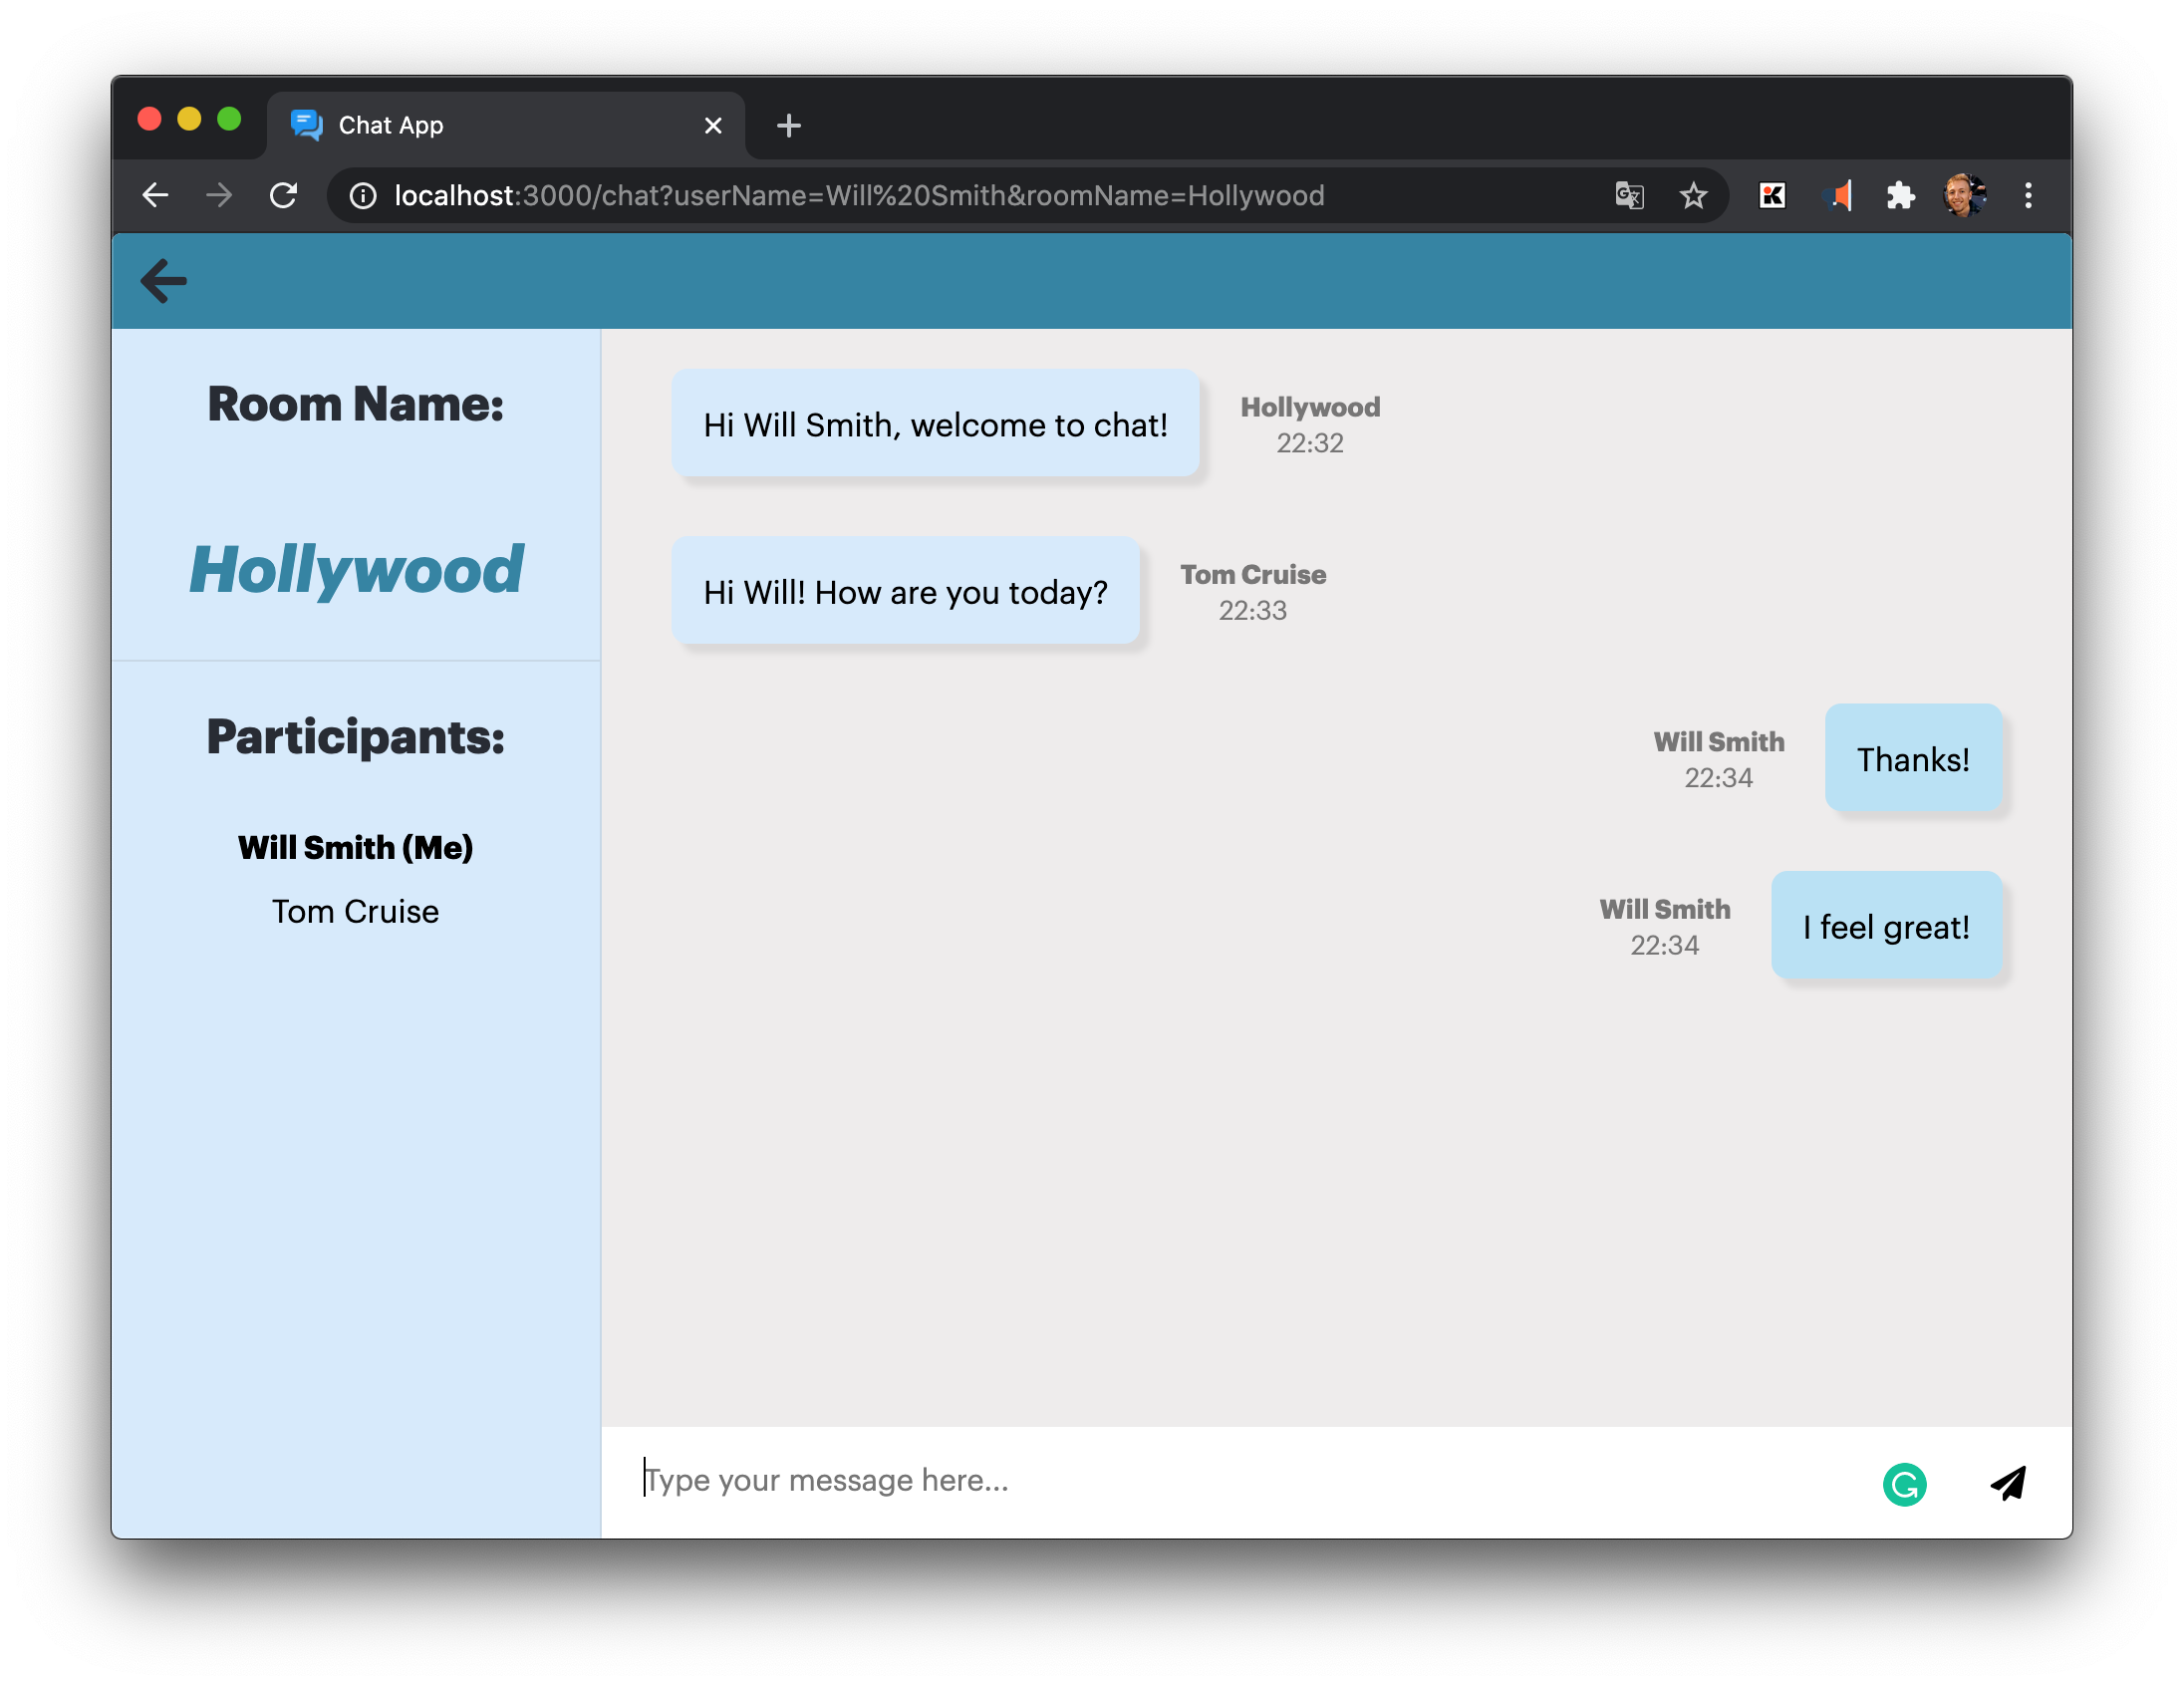 Chat App
localhost:3000/chat?userName=Will%20Smith&roomName=Hollywood
Room Name:
Hollywood
Participants:
Will Smith (Me)
Tom Cruise
Hi Will Smith, welcome to chat!
Hollywood
22:32
Hi Will! How are you today?
Tom Cruise
22:33
Will Smith
22:34
Thanks!
Will Smith
22:34
I feel great!
Type your message here...